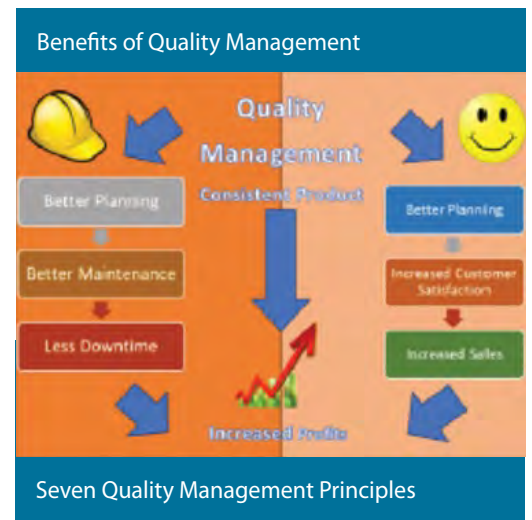 Benefits of Quality Management
Quality
Management
Consistent Product
Better Planning
Better Maintenance
Less Downtime
Better Planning
Increased Customer
Satisfaction
Increased Sales
Increased Profits
Seven Quality Management Principles